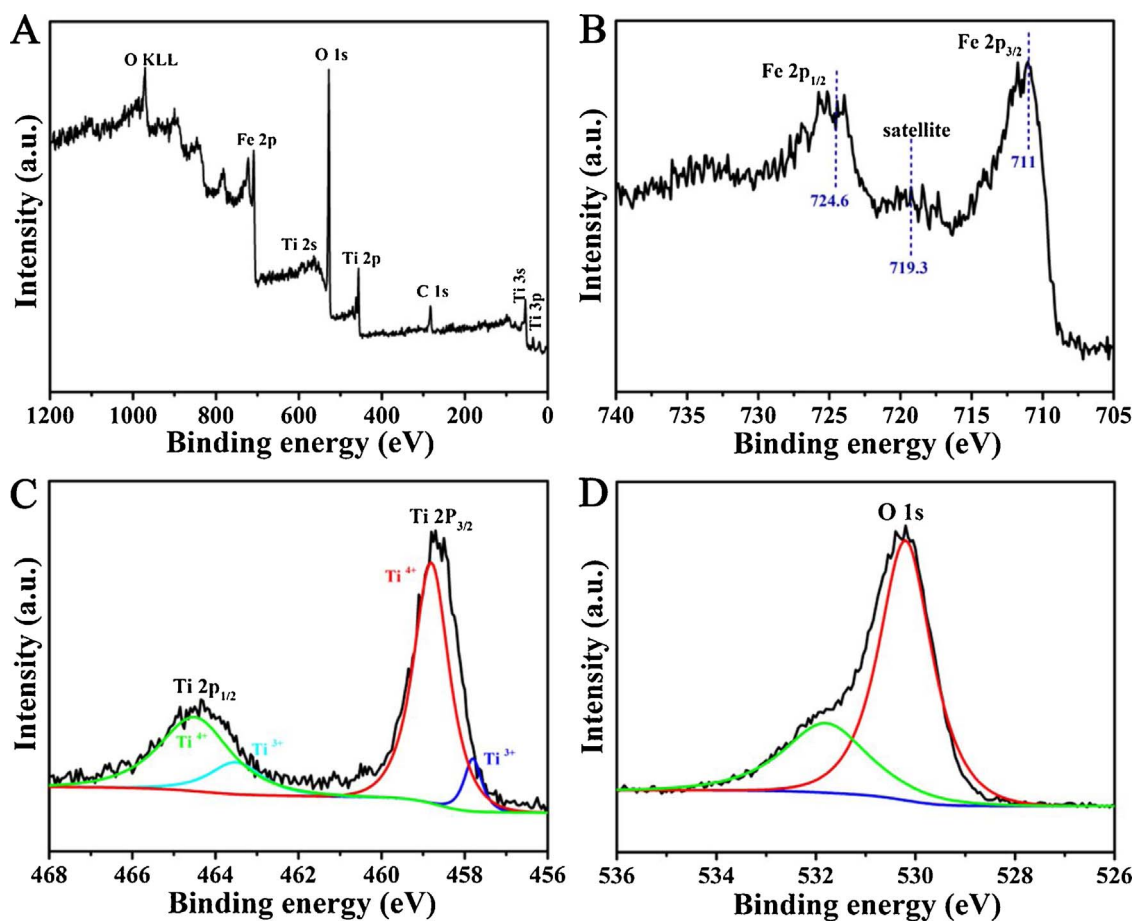 A
O KLL
O 1s
Fe 2p
Ti 2s
Ti 2p
C 1s
Ti 3s
Ti 3p
Intensity (a.u.)
1200 1000 800 600 400 200 0
Binding energy (eV)
B
Fe 2p3/2
Fe 2p1/2
satellite
711
724.6
719.3
Intensity (a.u.)
740 735 730 725 720 715 710 705
Binding energy (eV)
C
Ti 2P3/2
Ti 4+
Ti 2p1/2
Ti 4+
Ti 3+
Ti 3+
Intensity (a.u.)
468 466 464 462 460 458 456
Binding energy (eV)
D
O 1s
Intensity (a.u.)
536 534 532 530 528 526
Binding energy (eV)